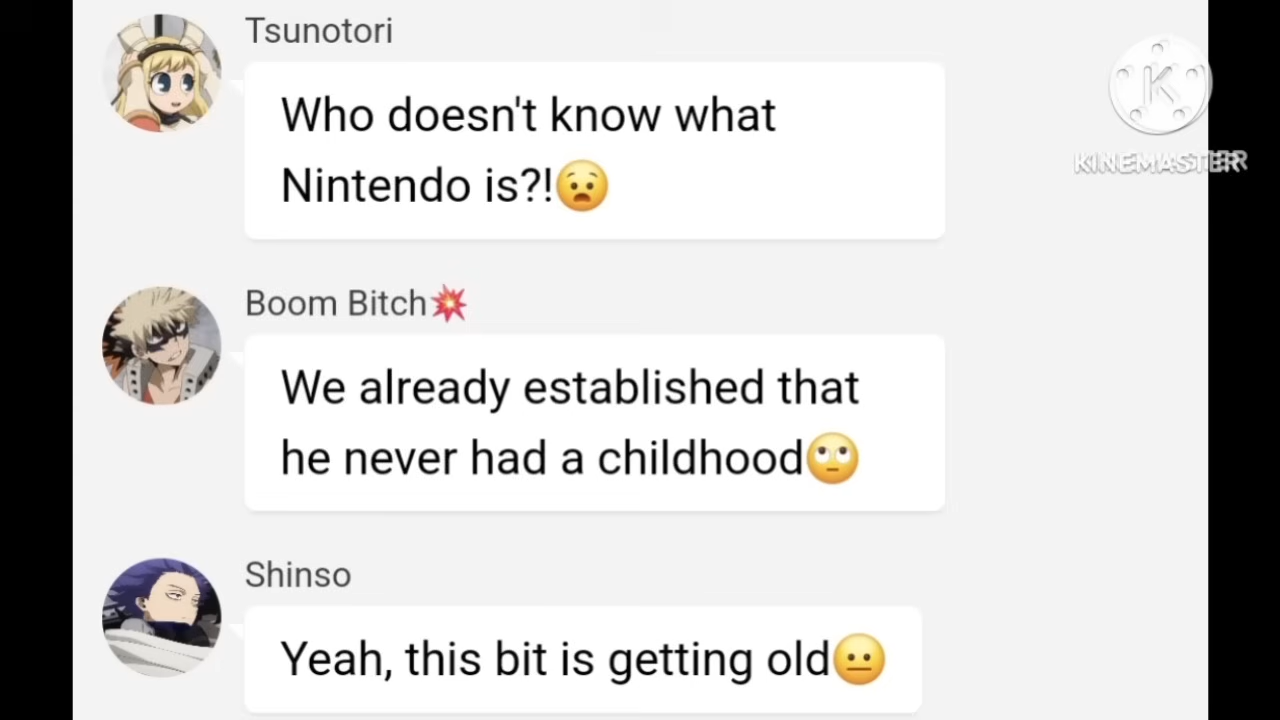 Tsunotori
Who doesn't know what
Nintendo is?!😧
K
KINEMASTER
Boom Bitch💥
We already established that
he never had a childhood🙄
Shinso
Yeah, this bit is getting old😐